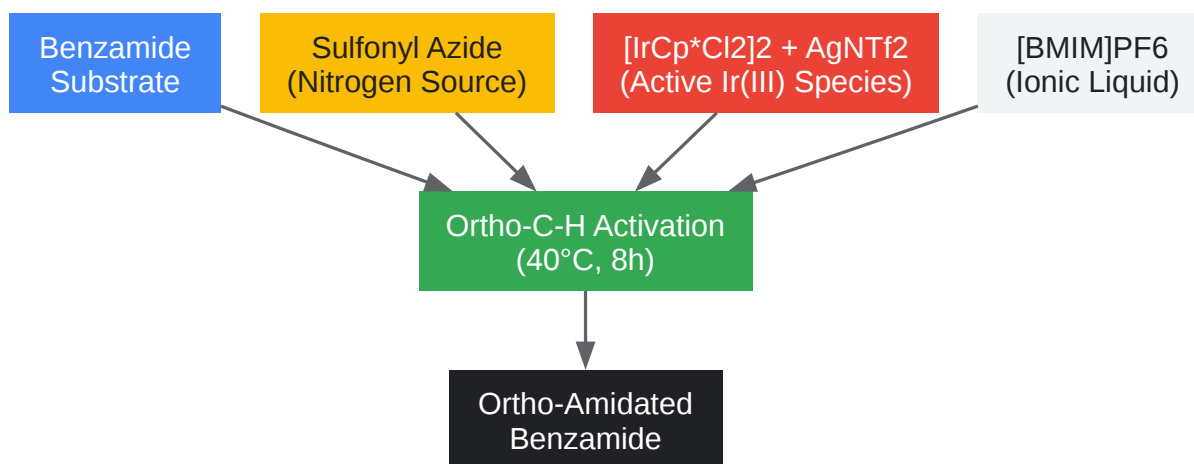 Benzamide
Substrate
Sulfonyl Azide
(Nitrogen Source)
[IrCp*Cl2]2 + AgNTf2
(Active Ir(III) Species)
[BMIM]PF6
(Ionic Liquid)
Ortho-C-H Activation
(40°C, 8h)
Ortho-Amidated
Benzamide